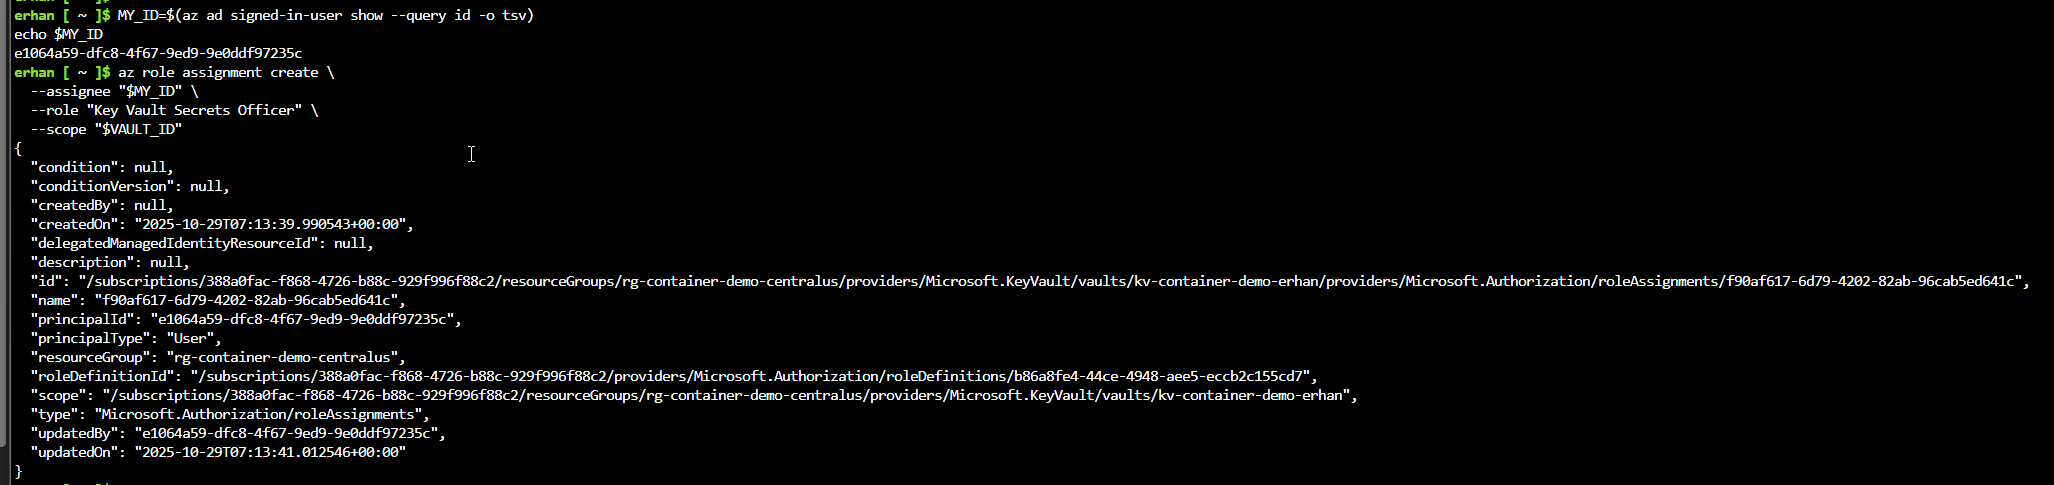 erhan [ ~ ]$ MY_ID=$(az ad signed-in-user show --query id -o tsv)
echo $MY_ID
e1064a59-dfc8-4f67-9ed9-9e0ddf97235c
erhan [ ~ ]$ az role assignment create \
  --assignee "$MY_ID" \
  --role "Key Vault Secrets Officer" \
  --scope "$VAULT_ID"
{
  "condition": null,
  "conditionVersion": null,
  "createdBy": null,
  "createdOn": "2025-10-29T07:13:39.990543+00:00",
  "delegatedManagedIdentityResourceId": null,
  "description": null,
  "id": "/subscriptions/388a0fac-f868-4726-b88c-929f996f88c2/resourceGroups/rg-container-demo-centralus/providers/Microsoft.KeyVault/vaults/kv-container-demo-erhan/providers/Microsoft.Authorization/roleAssignments/f90af617-6d79-4202-82ab-96cab5ed641c",
  "name": "f90af617-6d79-4202-82ab-96cab5ed641c",
  "principalId": "e1064a59-dfc8-4f67-9ed9-9e0ddf97235c",
  "principalType": "User",
  "resourceGroup": "rg-container-demo-centralus",
  "roleDefinitionId": "/subscriptions/388a0fac-f868-4726-b88c-929f996f88c2/providers/Microsoft.Authorization/roleDefinitions/b86a8fe4-44ce-4948-aee5-eccb2c155cd7",
  "scope": "/subscriptions/388a0fac-f868-4726-b88c-929f996f88c2/resourceGroups/rg-container-demo-centralus/providers/Microsoft.KeyVault/vaults/kv-container-demo-erhan",
  "type": "Microsoft.Authorization/roleAssignments",
  "updatedBy": "e1064a59-dfc8-4f67-9ed9-9e0ddf97235c",
  "updatedOn": "2025-10-29T07:13:41.012546+00:00"
}